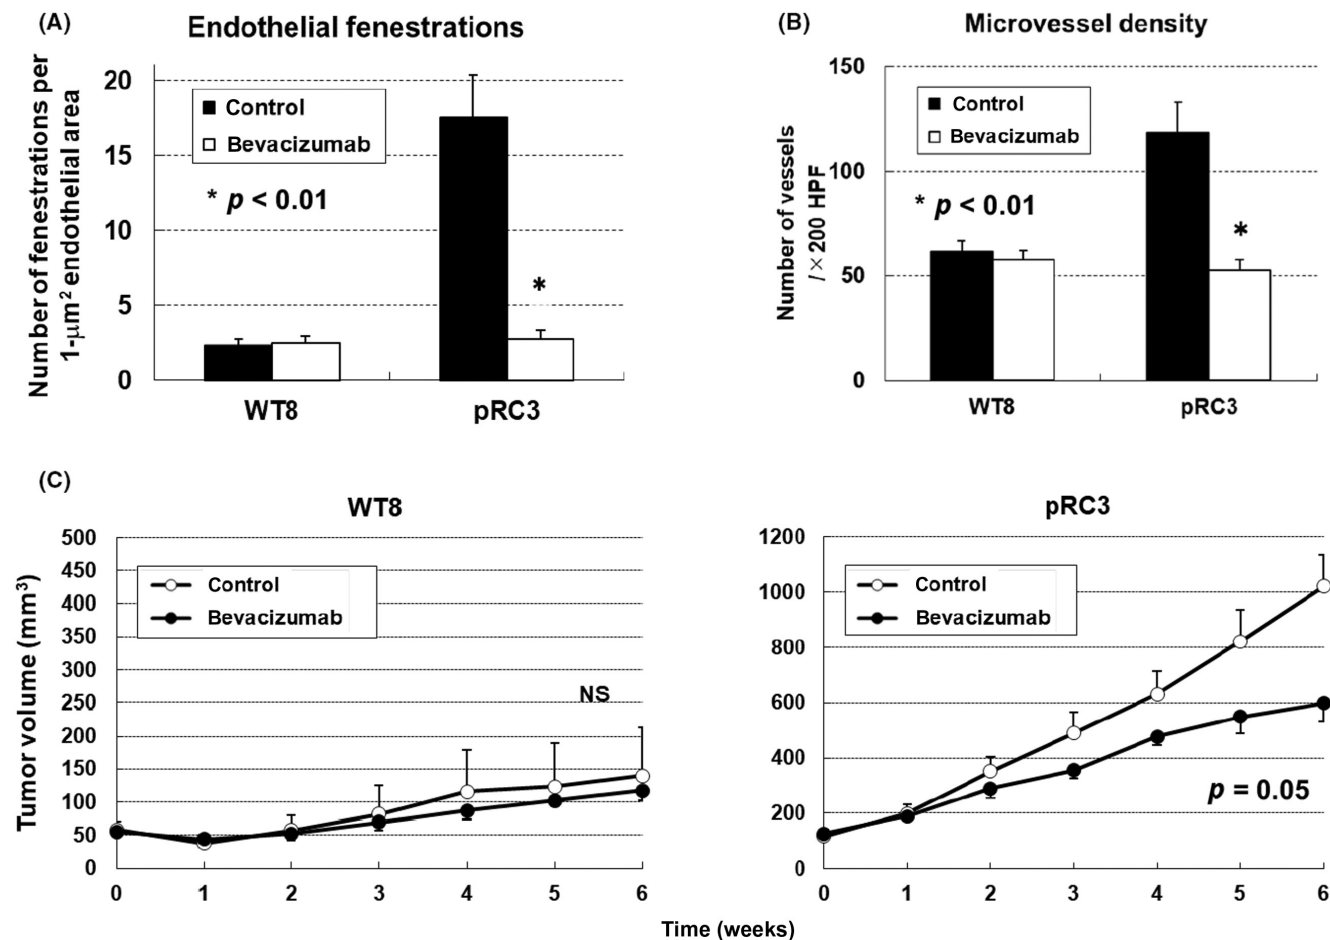 (A)
Endothelial fenestrations
Number of fenestrations per
1-μm² endothelial area
20
15
10
5
0
Control
Bevacizumab
* p < 0.01
*
WT8
pRC3
(B)
Microvessel density
Number of vessels
/×200 HPF
150
100
50
0
Control
Bevacizumab
* p < 0.01
*
WT8
pRC3
(C)
WT8
Tumor volume (mm³)
500
450
400
350
300
250
200
150
100
50
0
Control
Bevacizumab
NS
0 1 2 3 4 5 6
pRC3
1200
1000
800
600
400
200
0
Control
Bevacizumab
p = 0.05
0 1 2 3 4 5 6
Time (weeks)